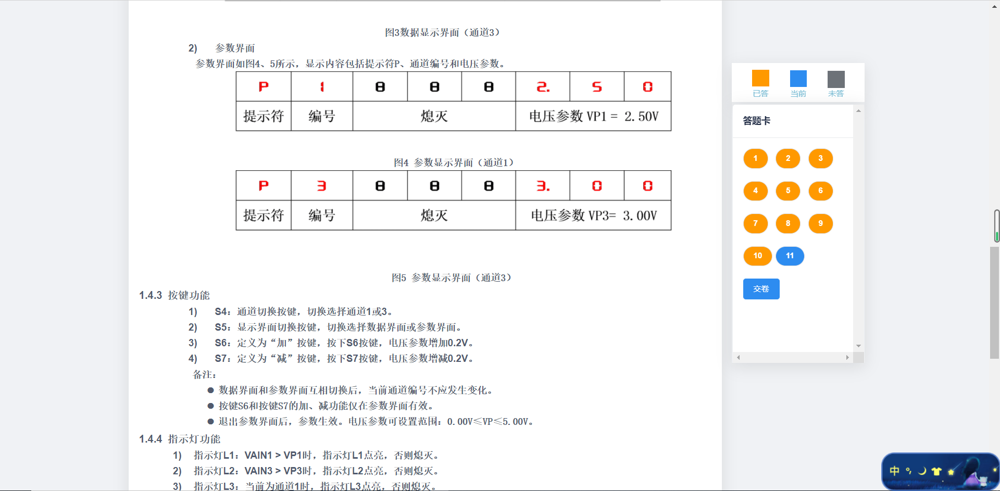 图3数据显示界面（通道3）
2) 参数界面
参数界面如图4、5所示，显示内容包括提示符P、通道编号和电压参数。
P 1 8 8 8 2. 5 0
提示符 编号 熄灭 电压参数 VP1 = 2.50V
图4 参数显示界面（通道1）
P 3 8 8 8 3. 0 0
提示符 编号 熄灭 电压参数 VP3= 3.00V
图5 参数显示界面（通道3）
1.4.3 按键功能
1) S4：通道切换按键，切换选择通道1或3。
2) S5：显示界面切换按键，切换选择数据界面或参数界面。
3) S6：定义为“加”按键，按下S6按键，电压参数增加0.2V。
4) S7：定义为“减”按键，按下S7按键，电压参数增减0.2V。
备注：
● 数据界面和参数界面互相切换后，当前通道编号不应发生变化。
● 按键S6和按键S7的加、减功能仅在参数界面有效。
● 退出参数界面后，参数生效。电压参数可设置范围：0.00V≤VP≤5.00V。
1.4.4 指示灯功能
1) 指示灯L1：VAIN1 > VP1时，指示灯L1点亮，否则熄灭。
2) 指示灯L2：VAIN3 > VP3时，指示灯L2点亮，否则熄灭。
3) 指示灯L3：当前为通道1时，指示灯L3点亮，否则熄灭。
已答 当前 未答
答题卡
1 2 3
4 5 6
7 8 9
10 11
交卷
中